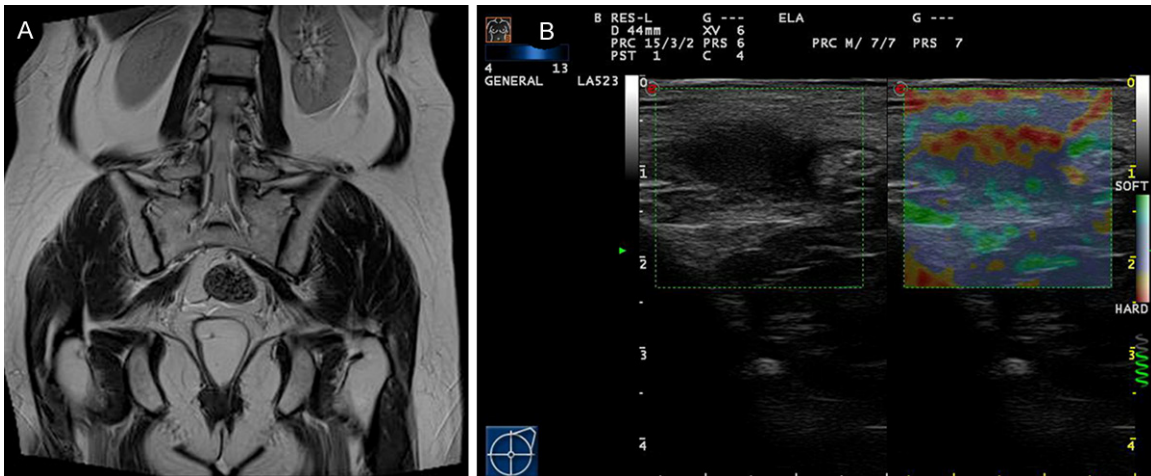 A
B
B RES-L G --- ELA G ---
D 44mm XV 6
PRC 15/3/2 PRS 6 PRC M/ 7/7 PRS 7
PST 1 C 4
4 13
GENERAL LA523
0 0
1 1
SOFT
2 2
HARD
3 3
4 4